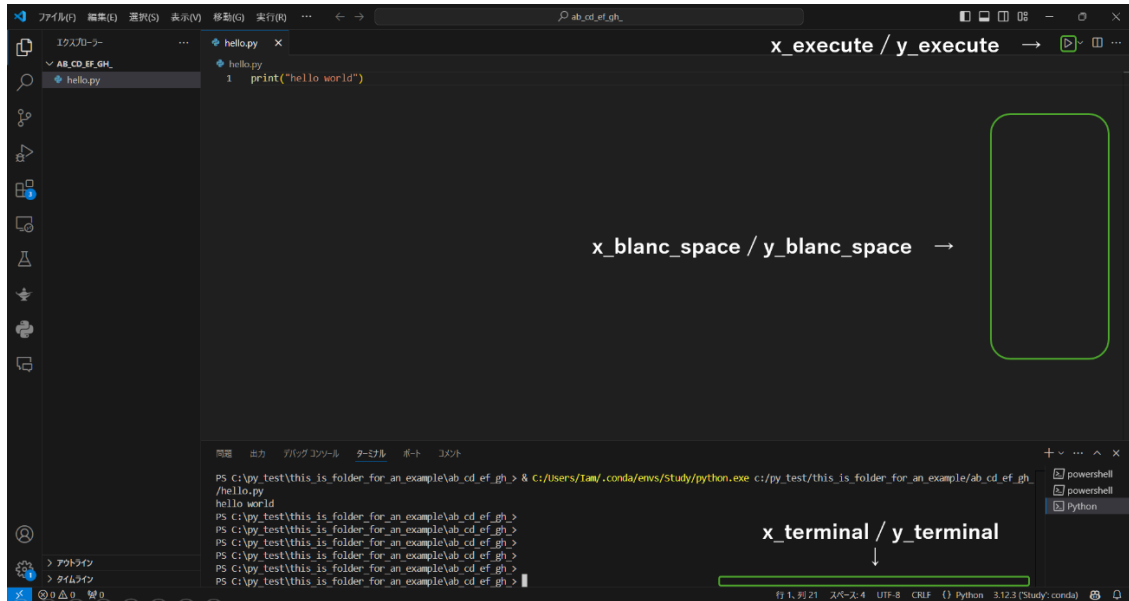 ファイル(F) 編集(E) 選択(S) 表示(V) 移動(G) 実行(R) … ← → ab_cd_ef_gh_
エクスプローラー …
AB_CD_EF_GH_
hello.py
hello.py ×
x_execute / y_execute →
hello.py
1 print("hello world")
x_blanc_space / y_blanc_space →
問題 出力 デバッグ コンソール ターミナル ポート コメント
PS C:\py_test\this_is_folder_for_an_example\ab_cd_ef_gh_> & C:/Users/Iam/.conda/envs/Study/python.exe c:/py_test/this_is_folder_for_an_example/ab_cd_ef_gh_
/hello.py
hello world
PS C:\py_test\this_is_folder_for_an_example\ab_cd_ef_gh_>
PS C:\py_test\this_is_folder_for_an_example\ab_cd_ef_gh_>
PS C:\py_test\this_is_folder_for_an_example\ab_cd_ef_gh_>
PS C:\py_test\this_is_folder_for_an_example\ab_cd_ef_gh_>
PS C:\py_test\this_is_folder_for_an_example\ab_cd_ef_gh_>
PS C:\py_test\this_is_folder_for_an_example\ab_cd_ef_gh_>
powershell
powershell
Python
x_terminal / y_terminal
↓
> アウトライン
> タイムライン
0 0 0 行 1、列 21 スペース: 4 UTF-8 CRLF {} Python 3.12.3 ('Study': conda)